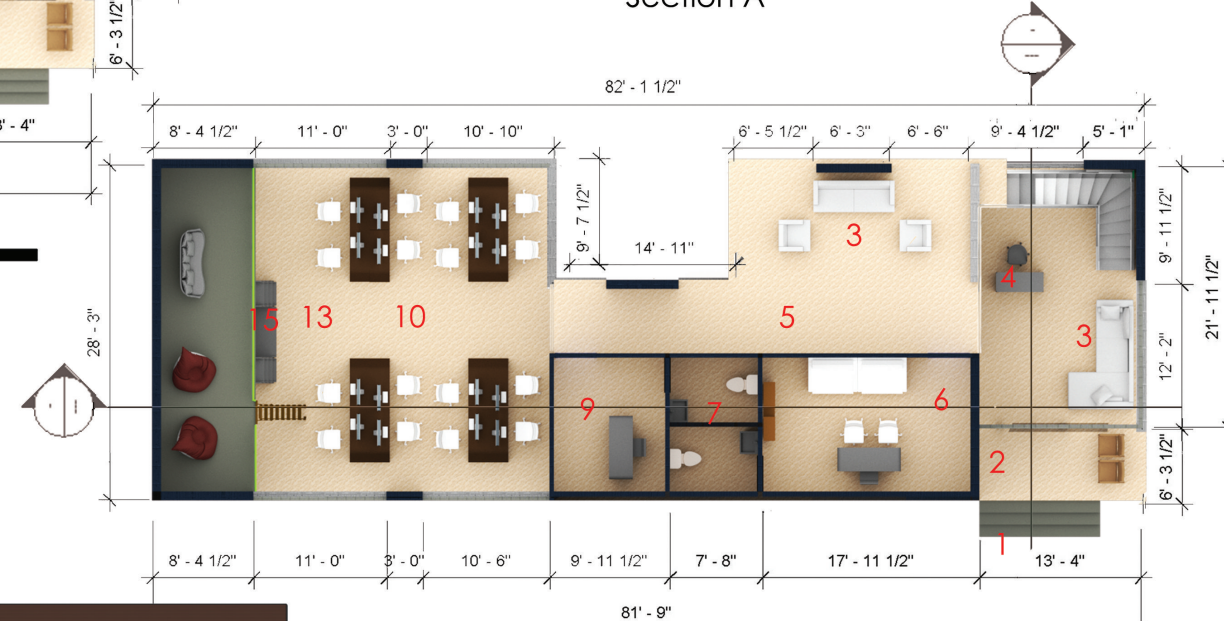 Section A
6' - 3 1/2"
82' - 1 1/2"
8' - 4 1/2"
11' - 0"
3' - 0"
10' - 10"
6' - 5 1/2"
6' - 3"
6' - 6"
9' - 4 1/2"
5' - 1"
9' - 7 1/2"
14' - 11"
9' - 11 1/2"
21' - 11 1/2"
12' - 2"
28' - 3"
6' - 3 1/2"
3
4
15
13
10
5
3
9
7
6
2
1
8' - 4 1/2"
11' - 0"
3' - 0"
10' - 6"
9' - 11 1/2"
7' - 8"
17' - 11 1/2"
13' - 4"
81' - 9"